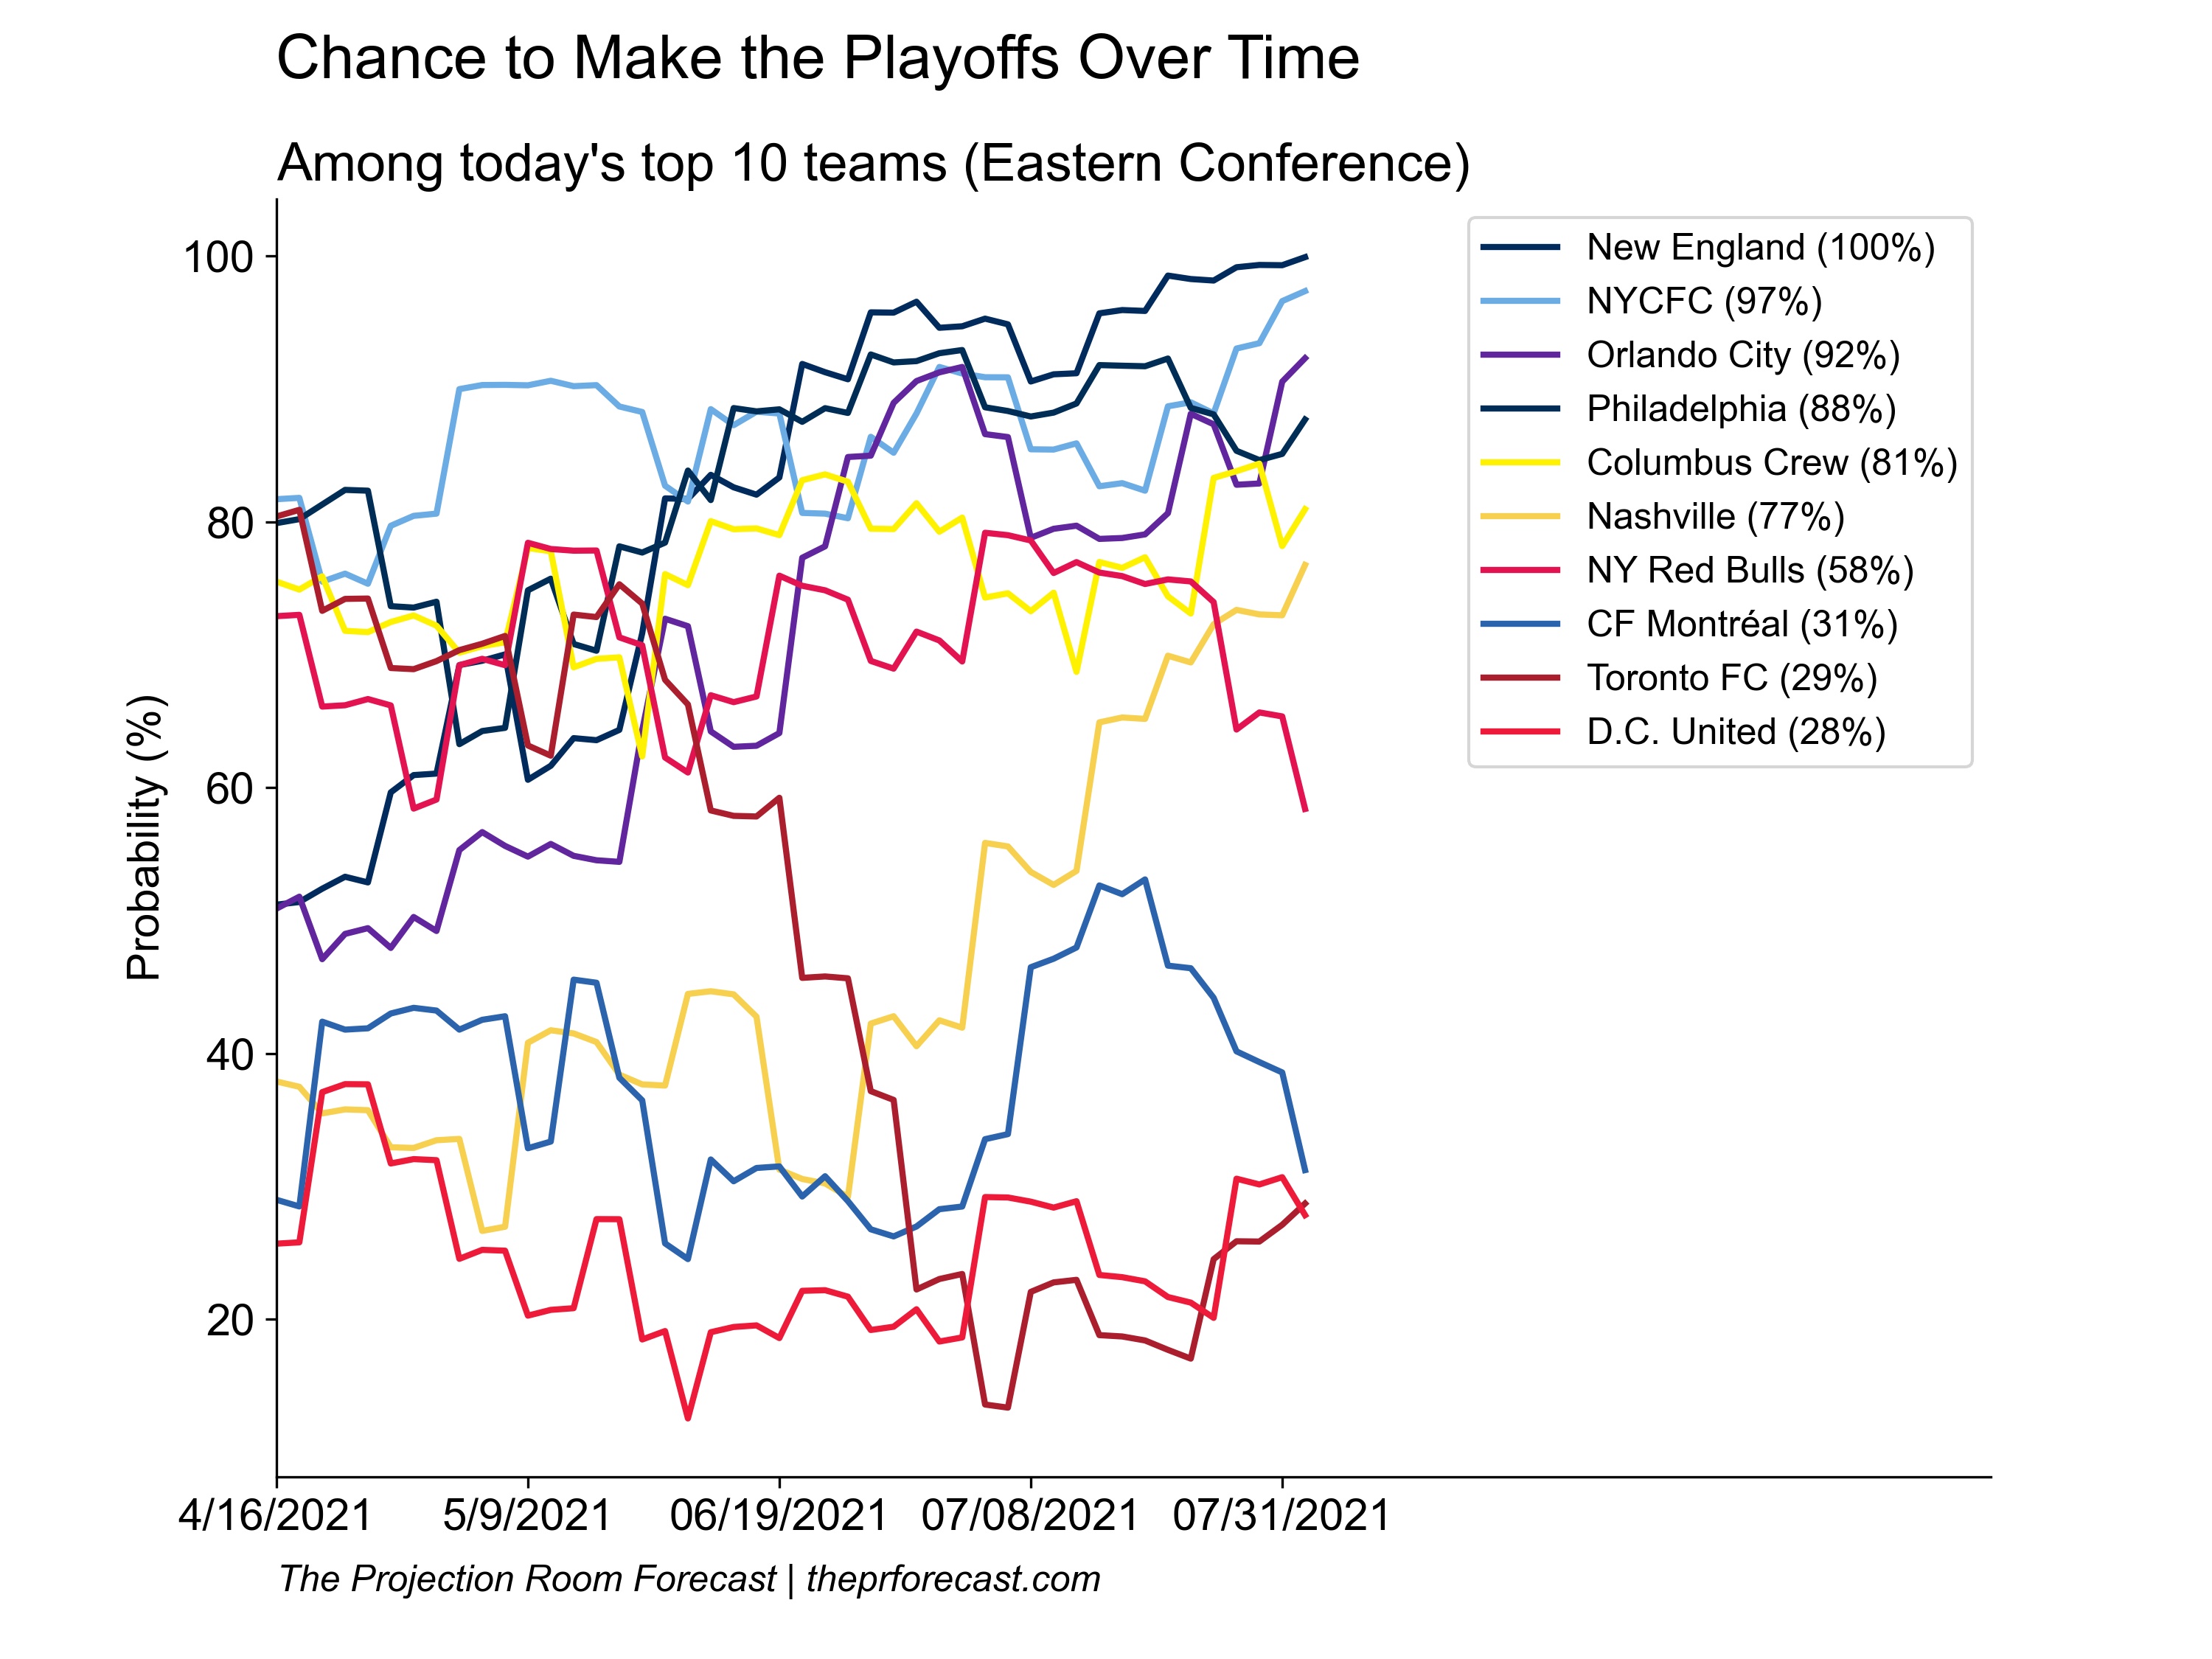 Chance to Make the Playoffs Over Time
Among today's top 10 teams (Eastern Conference)
100
80
60
40
20
Probability (%)
New England (100%)
NYCFC (97%)
Orlando City (92%)
Philadelphia (88%)
Columbus Crew (81%)
Nashville (77%)
NY Red Bulls (58%)
CF Montréal (31%)
Toronto FC (29%)
D.C. United (28%)
4/16/2021 5/9/2021 06/19/2021 07/08/2021 07/31/2021
The Projection Room Forecast | theprforecast.com